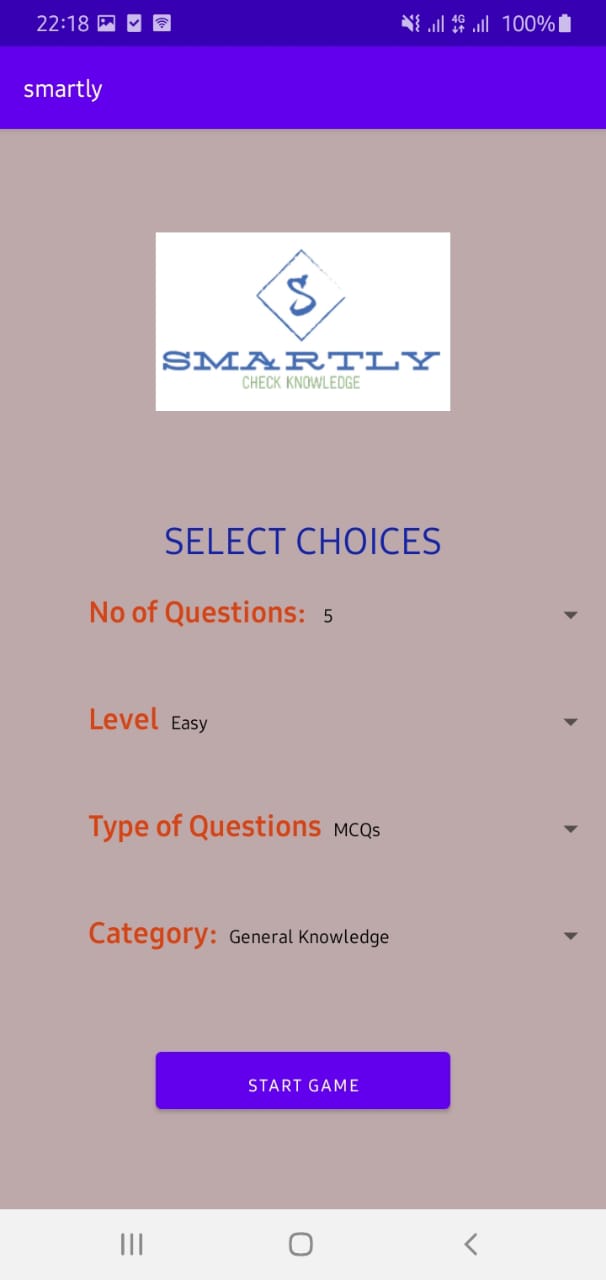 22:18 4G 100%
smartly
S
SMARTLY
CHECK KNOWLEDGE
SELECT CHOICES
No of Questions: 5
Level Easy
Type of Questions MCQs
Category: General Knowledge
START GAME